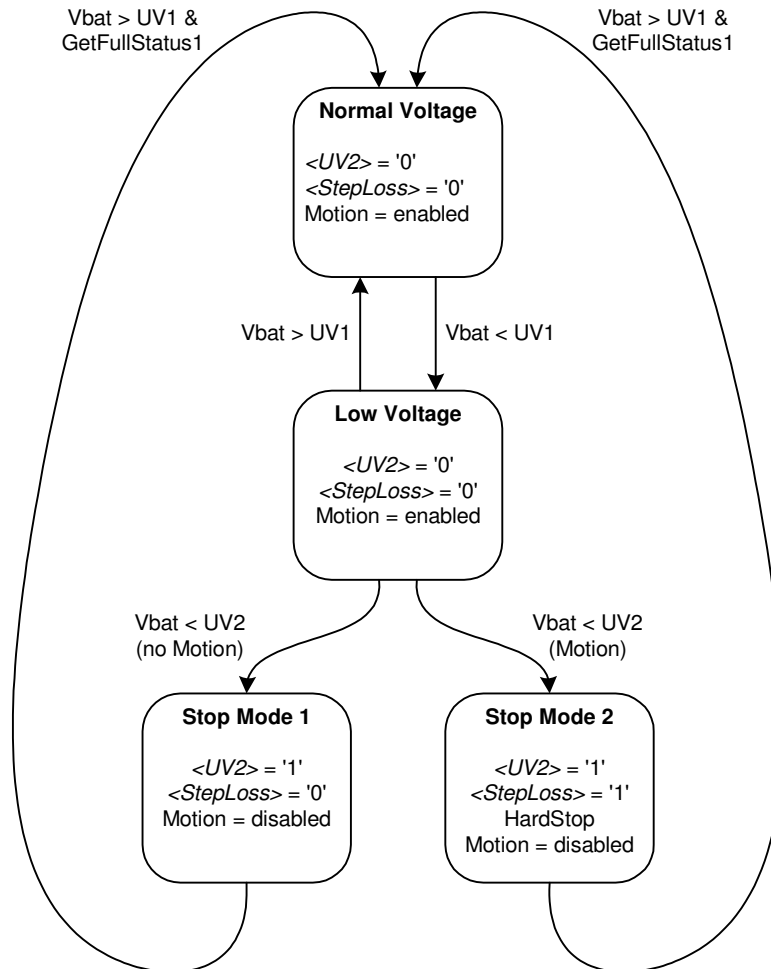 Vbat > UV1 &
GetFullStatus1
Vbat > UV1 &
GetFullStatus1
Normal Voltage
<UV2> = '0'
<StepLoss> = '0'
Motion = enabled
Vbat > UV1
Vbat < UV1
Low Voltage
<UV2> = '0'
<StepLoss> = '0'
Motion = enabled
Vbat < UV2
(no Motion)
Vbat < UV2
(Motion)
Stop Mode 1
<UV2> = '1'
<StepLoss> = '0'
Motion = disabled
Stop Mode 2
<UV2> = '1'
<StepLoss> = '1'
HardStop
Motion = disabled